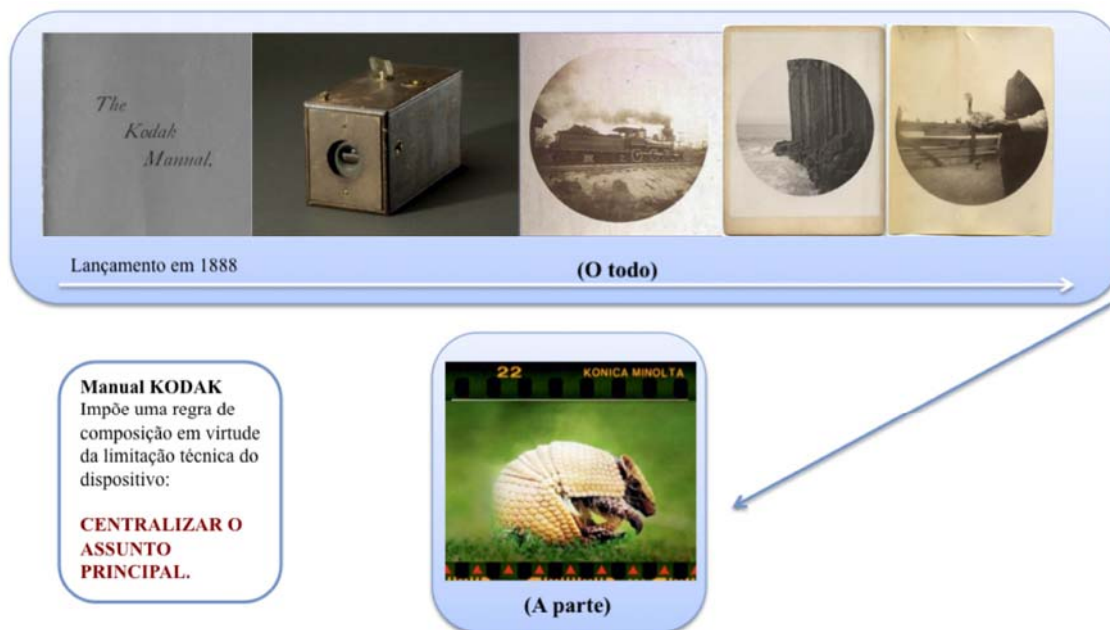 The
Kodak
Manual.
Lançamento em 1888
(O todo)
Manual KODAK
Impõe uma regra de
composição em virtude
da limitação técnica do
dispositivo:
CENTRALIZAR O
ASSUNTO
PRINCIPAL.
22
KONICA MINOLTA
(A parte)